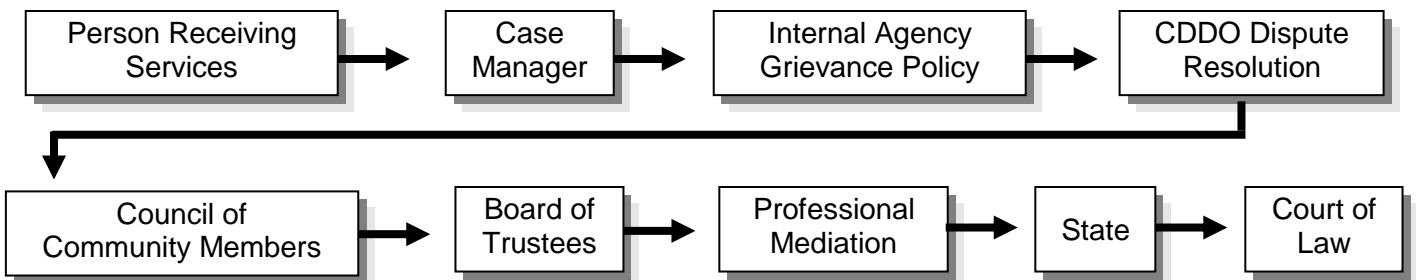 Person Receiving
Services
Case
Manager
Internal Agency
Grievance Policy
CDDO Dispute
Resolution
Council of
Community Members
Board of
Trustees
Professional
Mediation
State
Court of
Law